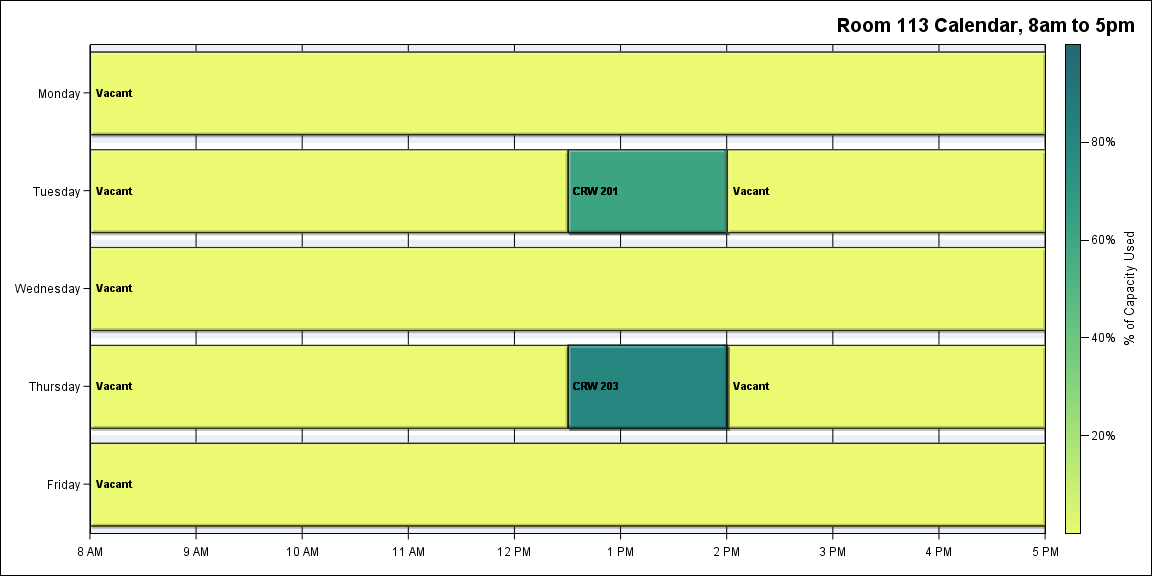 Room 113 Calendar, 8am to 5pm
Monday
Vacant
Tuesday
Vacant
CRW 201
Vacant
Wednesday
Vacant
Thursday
Vacant
CRW 203
Vacant
Friday
Vacant
8 AM
9 AM
10 AM
11 AM
12 PM
1 PM
2 PM
3 PM
4 PM
5 PM
80%
60%
40%
20%
% of Capacity Used